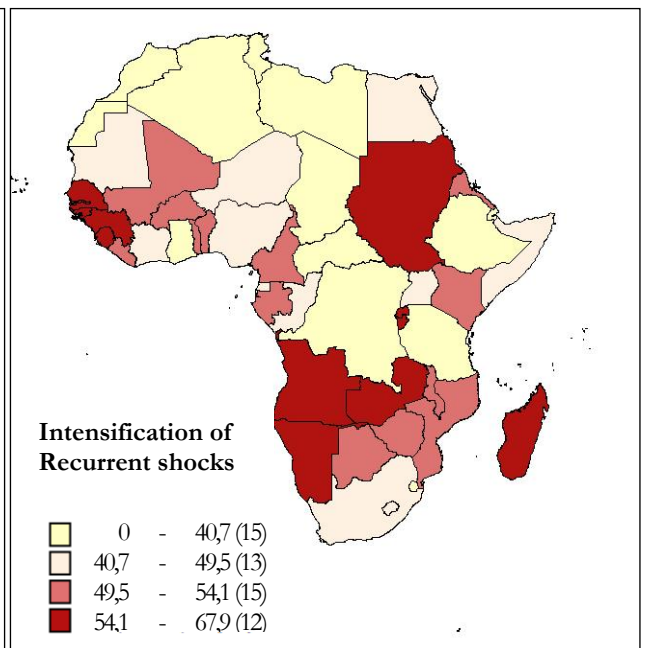 Intensification of
Recurrent shocks
0 - 40,7 (15)
40,7 - 49,5 (13)
49,5 - 54,1 (15)
54,1 - 67,9 (12)